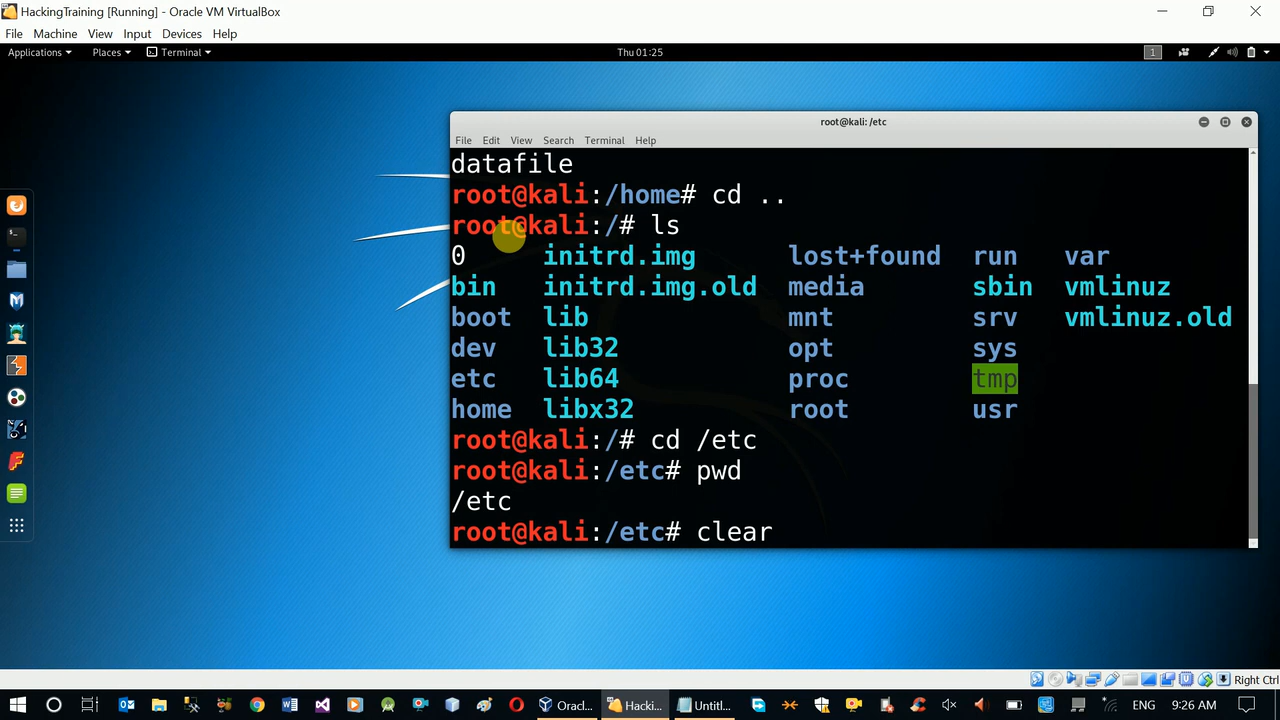 HackingTraining [Running] - Oracle VM VirtualBox
File Machine View Input Devices Help
Applications Places Terminal Thu 01:25 1
root@kali: /etc
File Edit View Search Terminal Help
datafile
root@kali:/home# cd ..
root@kali:/# ls
0 initrd.img lost+found run var
bin initrd.img.old media sbin vmlinuz
boot lib mnt srv vmlinuz.old
dev lib32 opt sys
etc lib64 proc tmp
home libx32 root usr
root@kali:/# cd /etc
root@kali:/etc# pwd
/etc
root@kali:/etc# clear
Right Ctrl
Oracl... Hacki... Untitl... ENG 9:26 AM